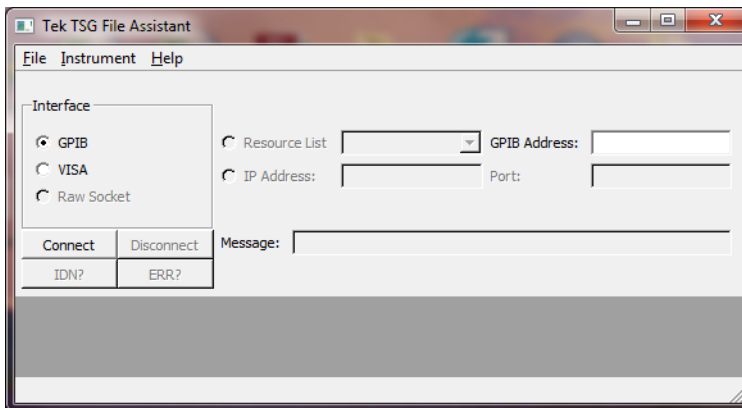 Tek TSG File Assistant
File Instrument Help
Interface
GPIB
VISA
Raw Socket
Resource List
GPIB Address:
IP Address:
Port:
Connect
Disconnect
IDN?
ERR?
Message: